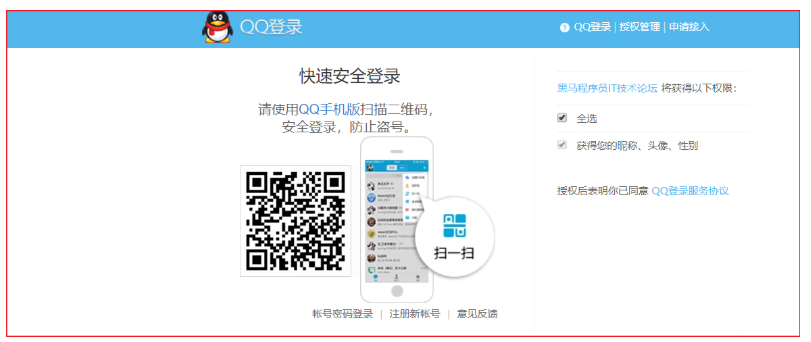 QQ登录
QQ登录 | 授权管理 | 申请接入
快速安全登录
请使用QQ手机版扫描二维码，
安全登录，防止盗号。
扫一扫
帐号密码登录 | 注册新帐号 | 意见反馈
黑马程序员IT技术论坛 将获得以下权限：
全选
获得您的昵称、头像、性别
授权后表明你已同意 QQ登录服务协议